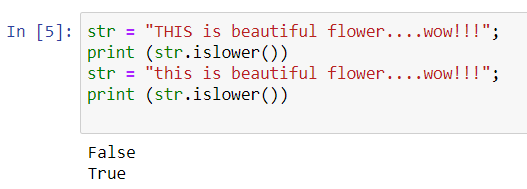 In [5]: str = "THIS is beautiful flower....wow!!!";
print (str.islower())
str = "this is beautiful flower....wow!!!";
print (str.islower())
False
True